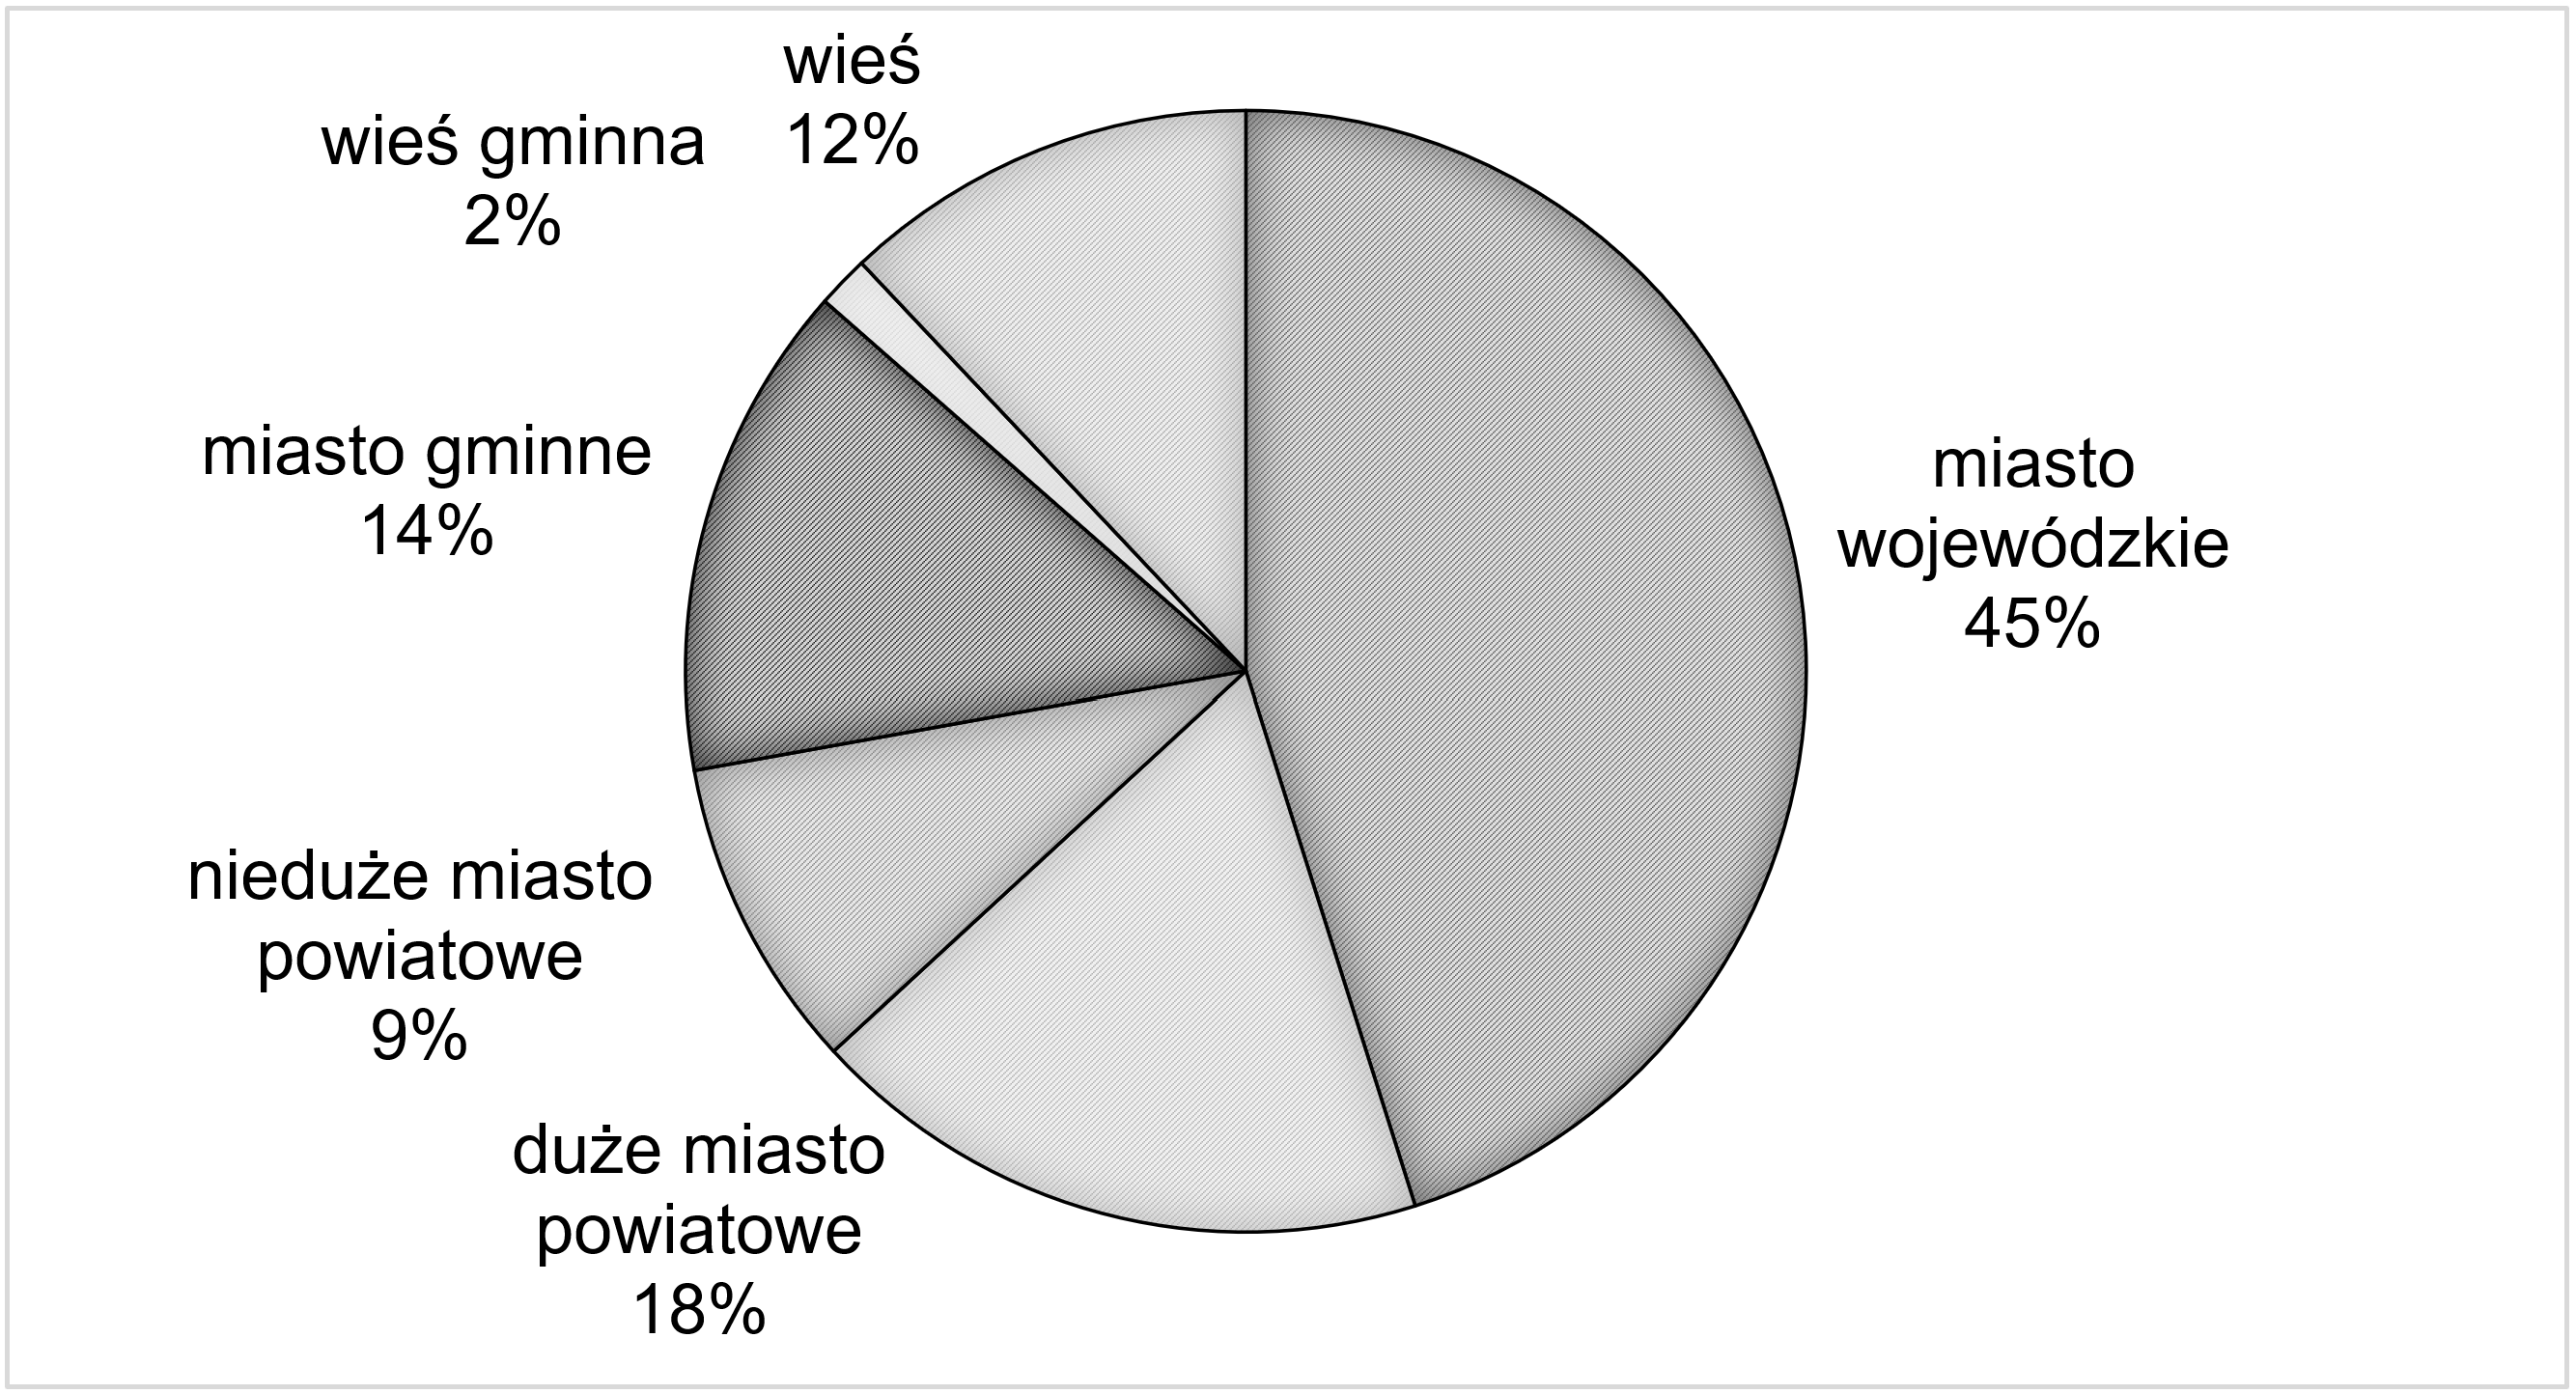 wieś
12%
wieś gminna
2%
miasto gminne
14%
miasto
wojewódzkie
45%
nieduże miasto
powiatowe
9%
duże miasto
powiatowe
18%